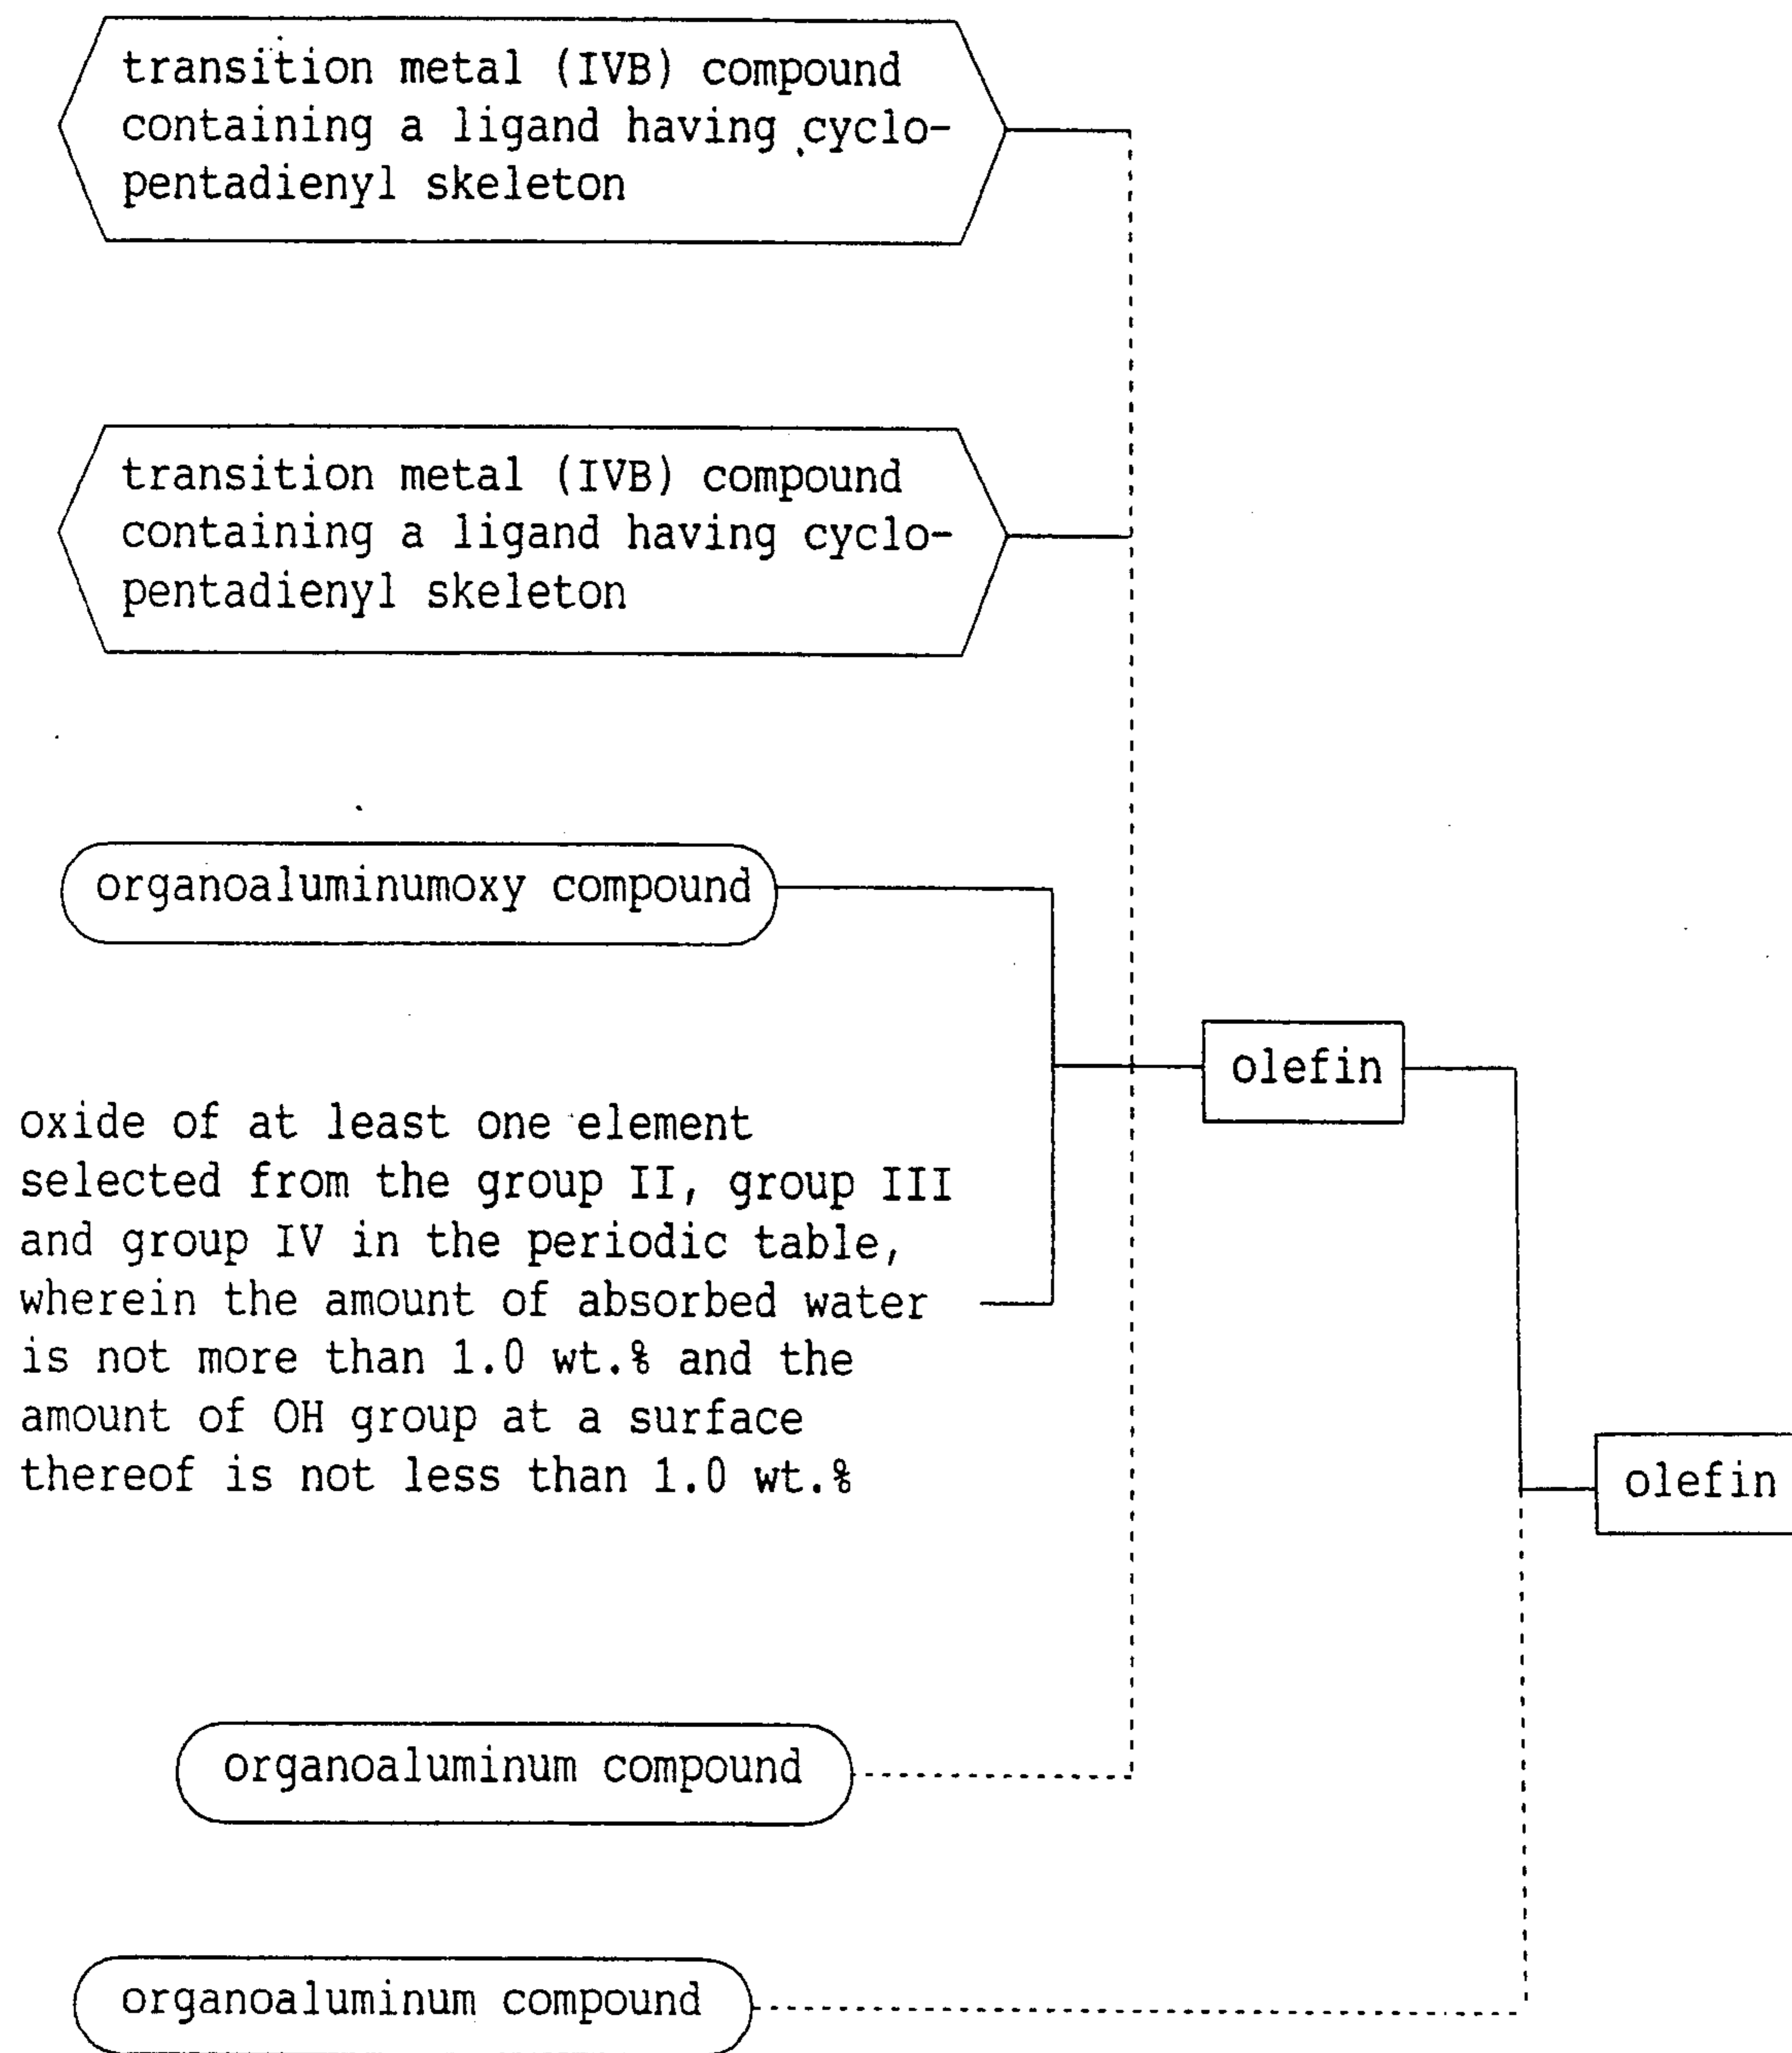 transition metal (IVB) compound
containing a ligand having cyclo-
pentadienyl skeleton
transition metal (IVB) compound
containing a ligand having cyclo-
pentadienyl skeleton
organoaluminumoxy compound
olefin
oxide of at least one element
selected from the group II, group III
and group IV in the periodic table,
wherein the amount of absorbed water
is not more than 1.0 wt.% and the
amount of OH group at a surface
thereof is not less than 1.0 wt.%
olefin
organoaluminum compound
organoaluminum compound